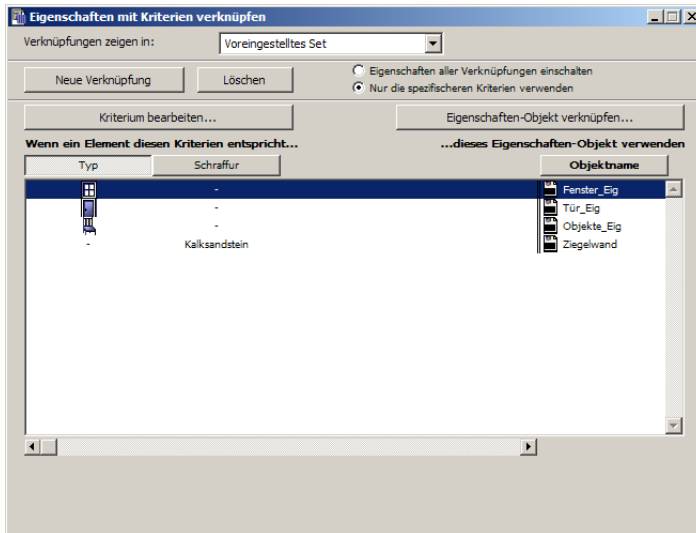 Eigenschaften mit Kriterien verknüpfen
Verknüpfungen zeigen in: Voreingestelltes Set
Neue Verknüpfung Löschen
Eigenschaften aller Verknüpfungen einschalten
Nur die spezifischeren Kriterien verwenden
Kriterium bearbeiten... Eigenschaften-Objekt verknüpfen...
Wenn ein Element diesen Kriterien entspricht... ...dieses Eigenschaften-Objekt verwenden
Typ Schraffur Objektname
- Fenster_Eig
- Tür_Eig
- Objekte_Eig
- Kalksandstein Ziegelwand